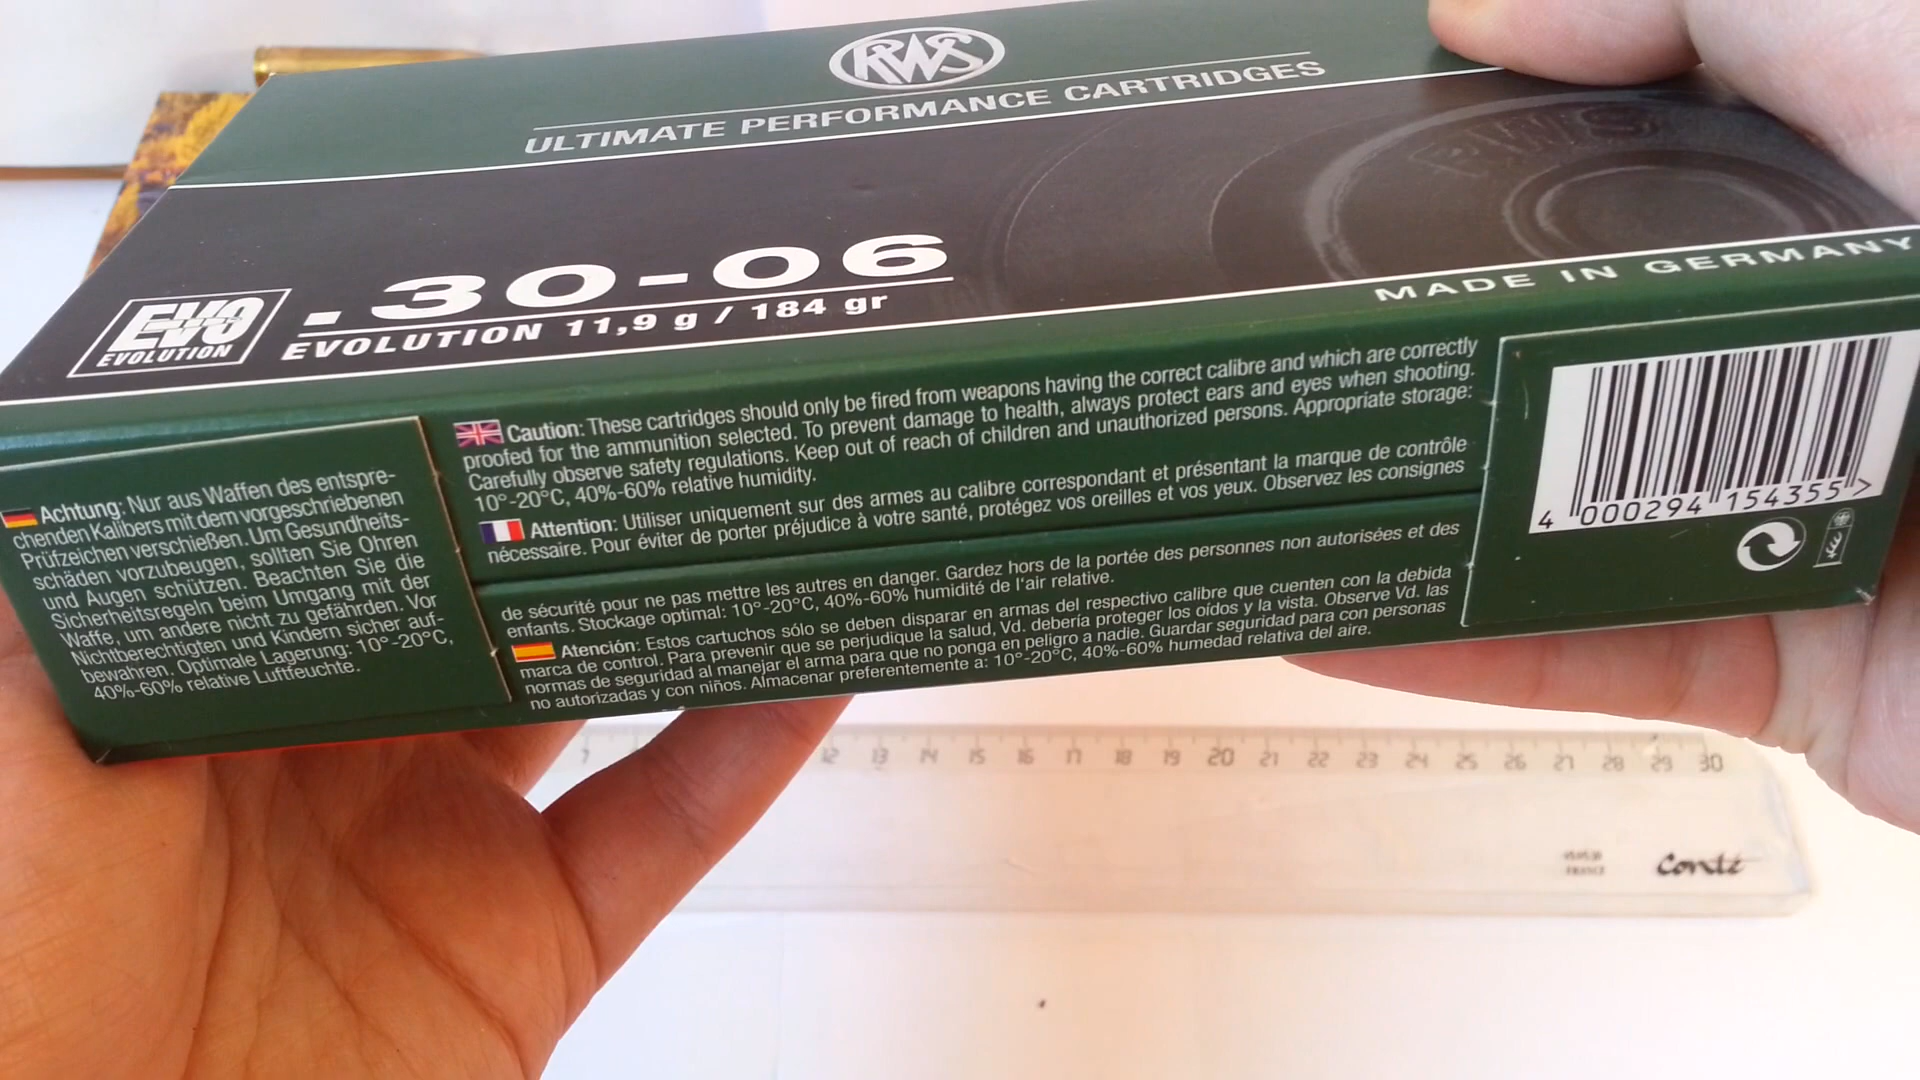 RWS
ULTIMATE PERFORMANCE CARTRIDGES
EVO
EVOLUTION
.30-06
EVOLUTION 11,9 g / 184 gr
MADE IN GERMANY
Achtung: Nur aus Waffen des entspre-
chenden Kalibers mit dem vorgeschriebenen
Prüfzeichen verschießen. Um Gesundheits-
schäden vorzubeugen, sollten Sie Ohren
und Augen schützen. Beachten Sie die
Sicherheitsregeln beim Umgang mit der
Waffe, um andere nicht zu gefährden. Vor
Nichtberechtigten und Kindern sicher auf-
bewahren. Optimale Lagerung: 10°-20°C,
40%-60% relative Luftfeuchte.
Caution: These cartridges should only be fired from weapons having the correct calibre and which are correctly
proofed for the ammunition selected. To prevent damage to health, always protect ears and eyes when shooting.
Carefully observe safety regulations. Keep out of reach of children and unauthorized persons. Appropriate storage:
10°-20°C, 40%-60% relative humidity.
Attention: Utiliser uniquement sur des armes au calibre correspondant et présentant la marque de contrôle
nécessaire. Pour éviter de porter préjudice à votre santé, protégez vos oreilles et vos yeux. Observez les consignes
de sécurité pour ne pas mettre les autres en danger. Gardez hors de la portée des personnes non autorisées et des
enfants. Stockage optimal: 10°-20°C, 40%-60% humidité de l'air relative.
Atención: Estos cartuchos sólo se deben disparar en armas del respectivo calibre que cuenten con la debida
marca de control. Para prevenir que se perjudique la salud, Vd. debería proteger los oídos y la vista. Observe Vd. las
normas de seguridad al manejar el arma para que no ponga en peligro a nadie. Guardar seguridad para con personas
no autorizadas y con niños. Almacenar preferentemente a: 10°-20°C, 40%-60% humedad relativa del aire.
4 000294 154355 >
RWS
7 12 13 14 15 16 17 18 19 20 21 22 23 24 25 26 27 28 29 30
FRANCE
Conté